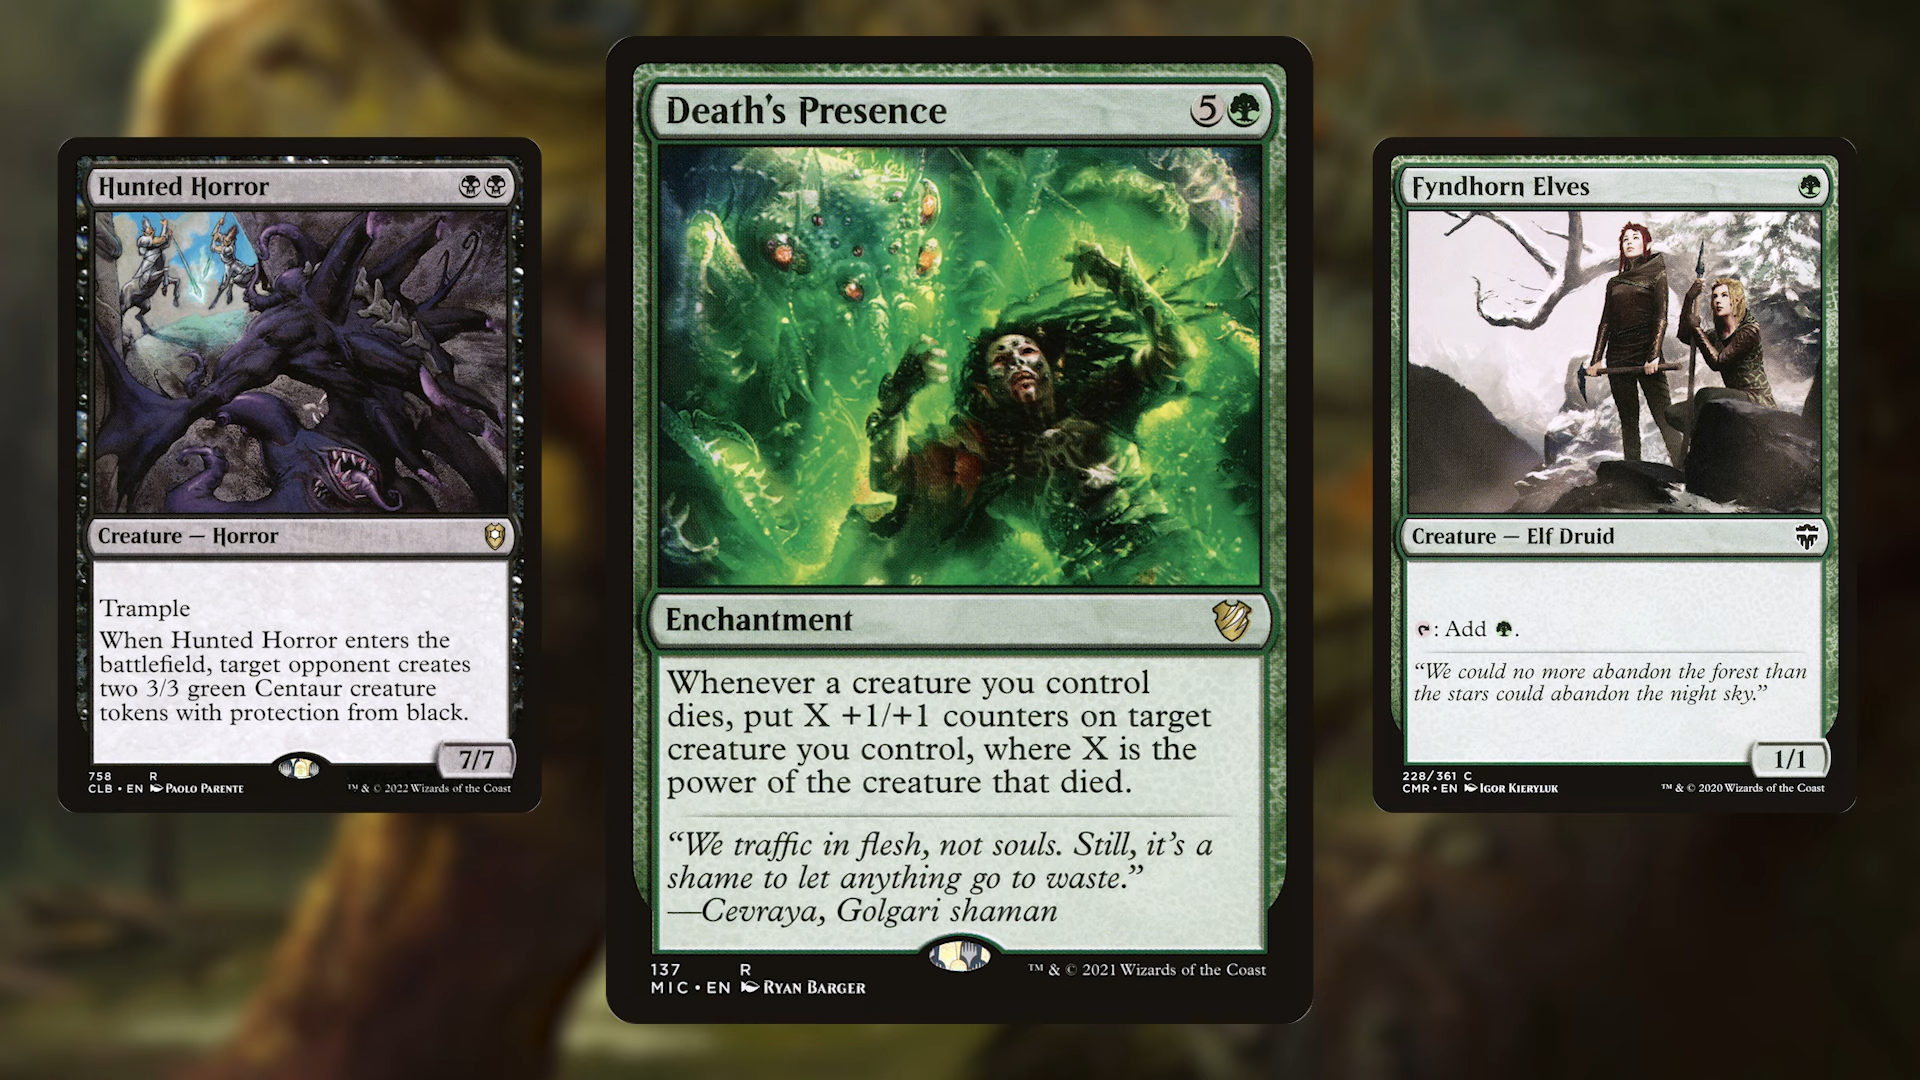 Hunted Horror
Creature — Horror
Trample
When Hunted Horror enters the
battlefield, target opponent creates
two 3/3 green Centaur creature
tokens with protection from black.
7/7
758 R
CLB • EN PAOLO PARENTE
™ & © 2022 Wizards of the Coast
Death's Presence 5
Enchantment
Whenever a creature you control
dies, put X +1/+1 counters on target
creature you control, where X is the
power of the creature that died.
“We traffic in flesh, not souls. Still, it’s a
shame to let anything go to waste.”
—Cevraya, Golgari shaman
137 R
MIC • EN RYAN BARGER
™ & © 2021 Wizards of the Coast
Fyndhorn Elves
Creature — Elf Druid
: Add .
“We could no more abandon the forest than
the stars could abandon the night sky.”
1/1
228/361 C
CMR • EN IGOR KIERYLUK
™ & © 2020 Wizards of the Coast